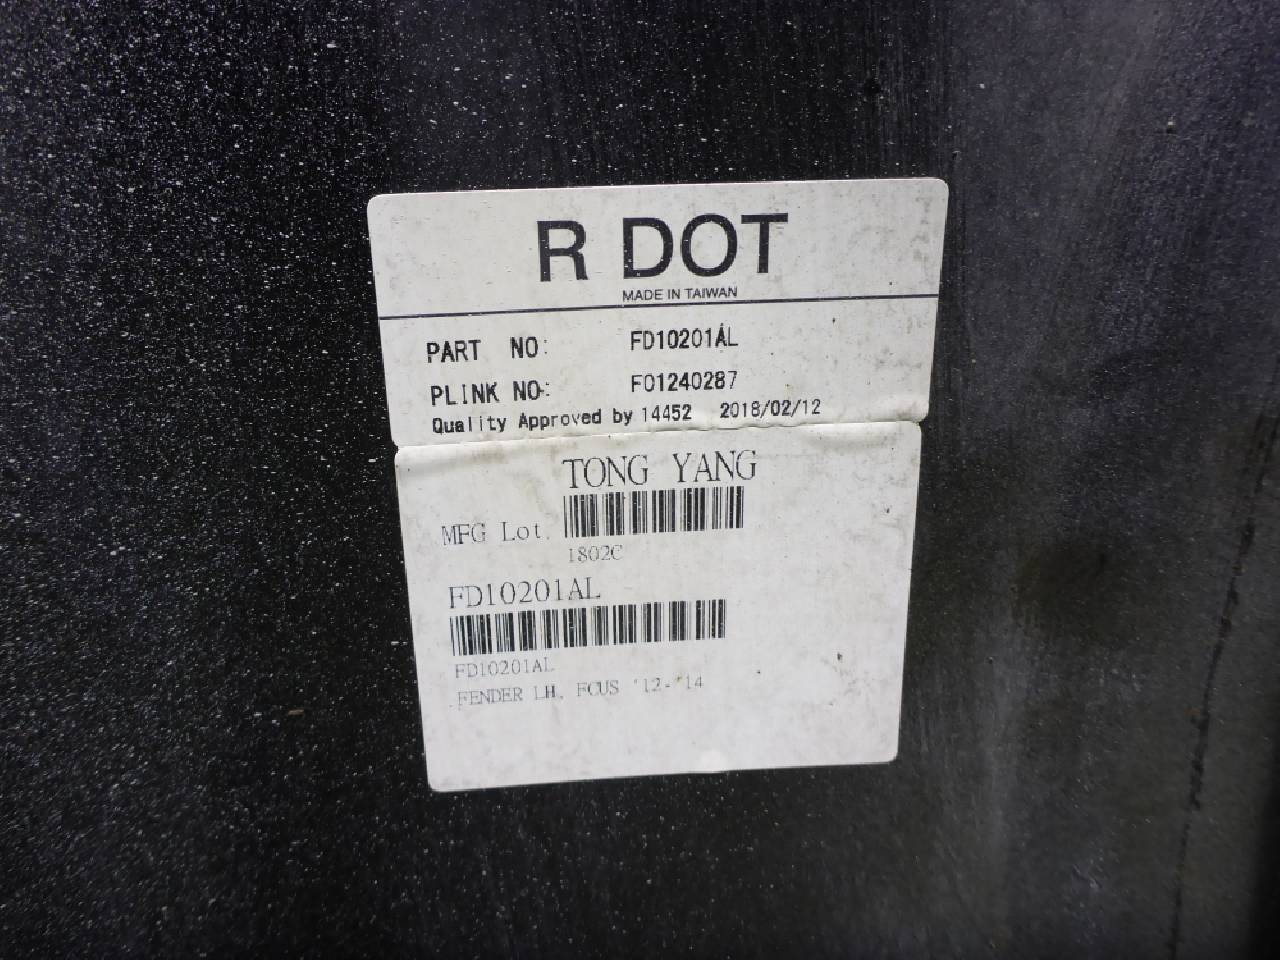 R DOT
MADE IN TAIWAN
PART NO: FD10201AL
PLINK NO: FO1240287
Quality Approved by 14452 2018/02/12
TONG YANG
MFG Lot.
1802C
FD10201AL
FD10201AL
FENDER LH, FCUS '12-'14